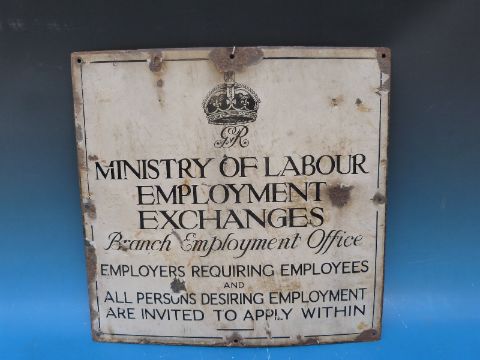 GR
MINISTRY OF LABOUR
EMPLOYMENT
EXCHANGES
Branch Employment Office
EMPLOYERS REQUIRING EMPLOYEES
AND
ALL PERSONS DESIRING EMPLOYMENT
ARE INVITED TO APPLY WITHIN